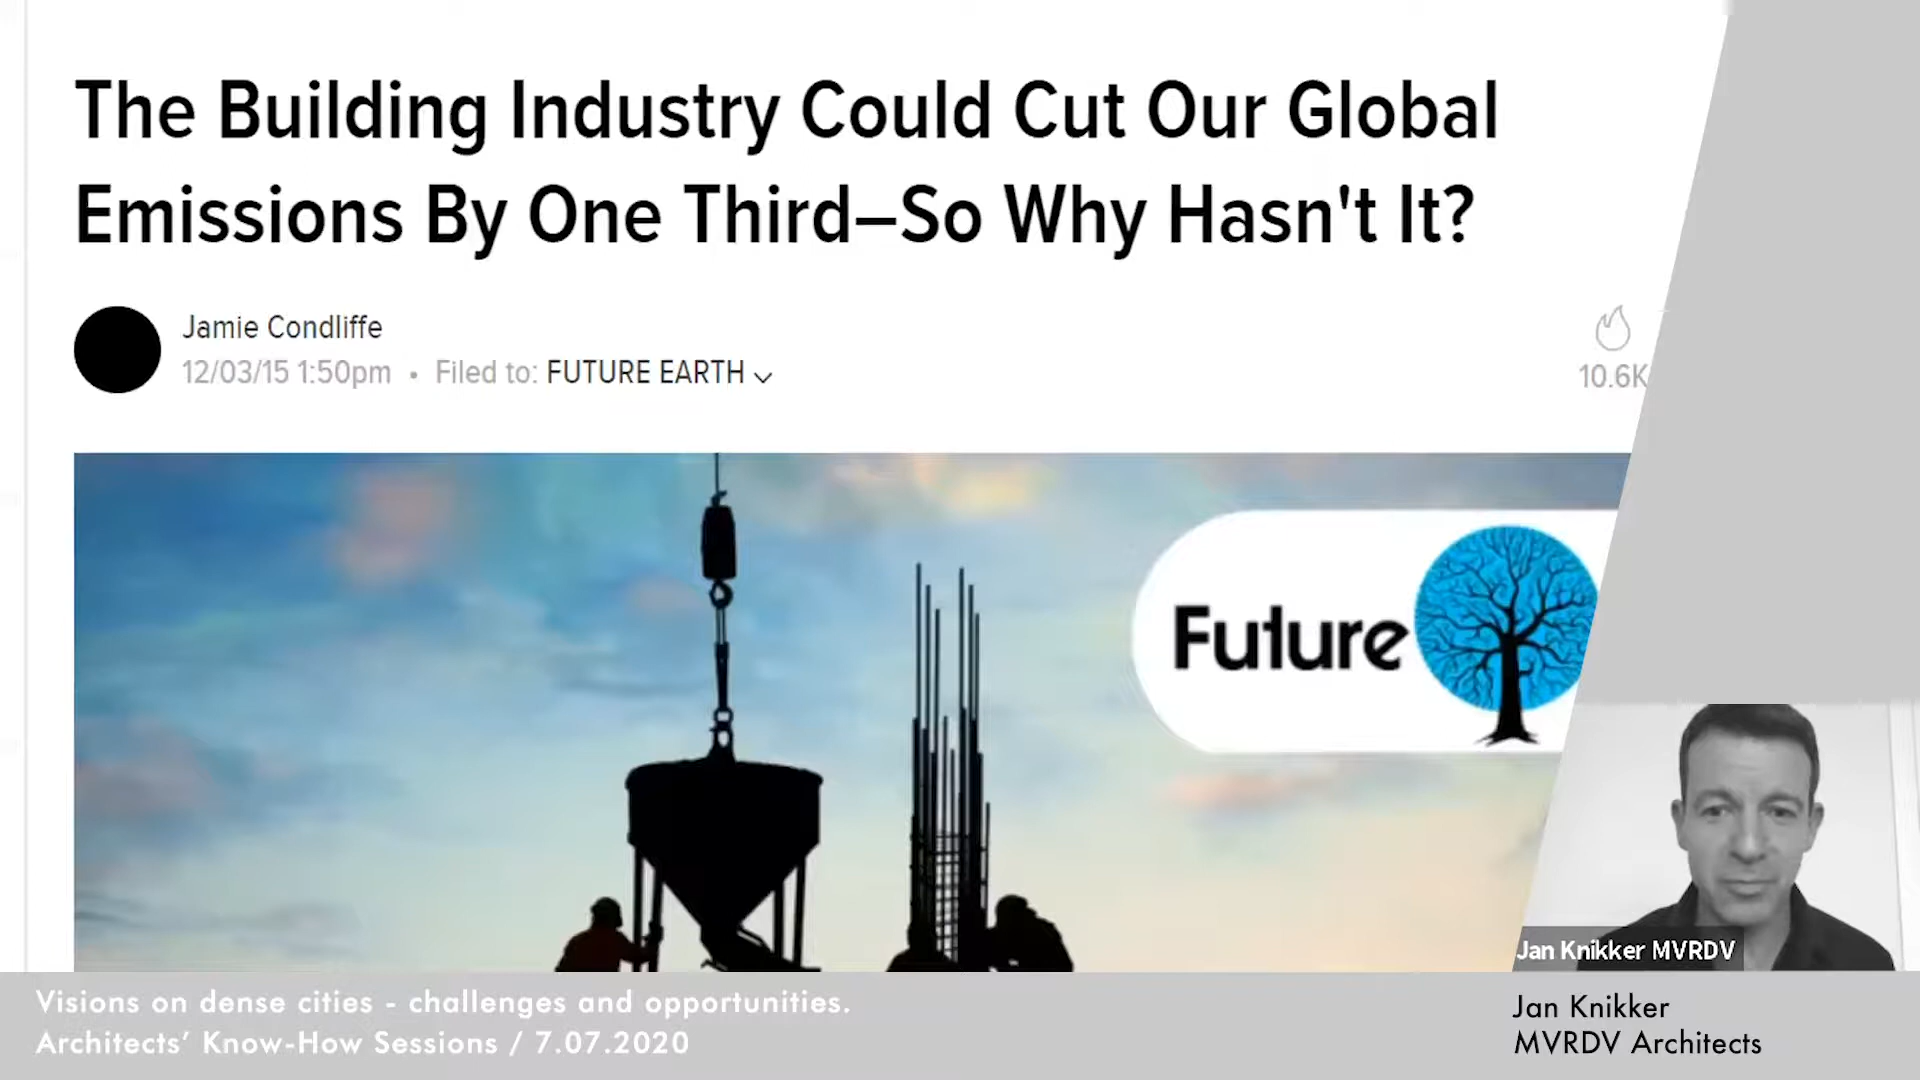 The Building Industry Could Cut Our Global
Emissions By One Third–So Why Hasn't It?
Jamie Condliffe
12/03/15 1:50pm • Filed to: FUTURE EARTH
10.6K
Future
Jan Knikker MVRDV
Visions on dense cities - challenges and opportunities.
Architects’ Know-How Sessions / 7.07.2020
Jan Knikker
MVRDV Architects